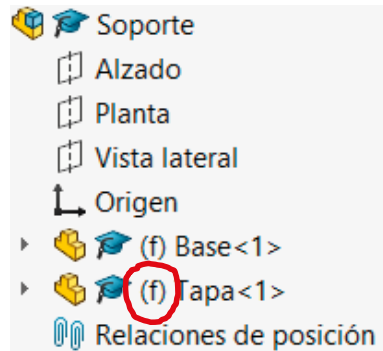 Soporte
Alzado
Planta
Vista lateral
Origen
(f) Base<1>
(f) Tapa<1>
Relaciones de posición